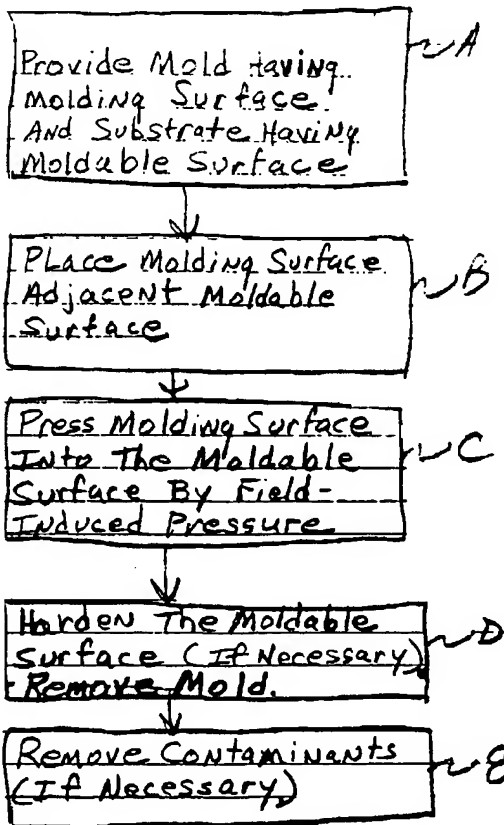 Provide Mold Having
Molding Surface
And Substrate Having
Moldable Surface
A
Place Molding Surface
Adjacent Moldable
Surface
B
Press Molding Surface
Into The Moldable
Surface By Field-
Induced Pressure
C
Harden The Moldable
Surface (If Necessary)
Remove Mold.
D
Remove Contaminants
(If Necessary)
E